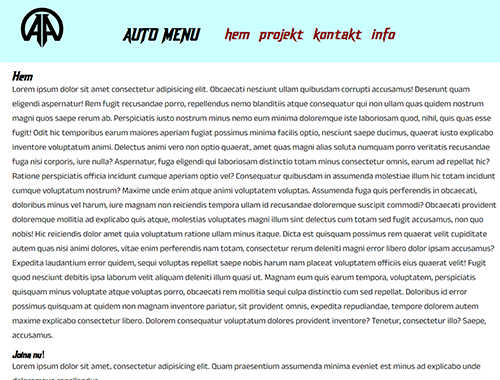 AUTO MENU hem projekt kontakt info
Hem
Lorem ipsum dolor sit amet consectetur adipisicing elit. Obcaecati nesciunt ullam quibusdam corrupti accusamus! Deserunt quam
eligendi aspernatur! Rem fugit recusandae porro, repellendus nemo blanditiis atque consequatur qui non ullam quas quidem nostrum
magni quos saepe rerum ab. Perspiciatis iusto nostrum minus nemo eum minima doloremque iste laboriosam quod, nihil, quis quas esse
fugit! Odit hic temporibus earum maiores aperiam fugiat possimus minima facilis optio, nesciunt saepe ducimus, quaerat iusto explicabo
inventore voluptatum animi. Delectus animi vero non optio quaerat, amet quas magni alias soluta numquam porro veritatis recusandae
fuga nisi corporis, iure nulla? Aspernatur, fuga eligendi qui laboriosam distinctio totam minus consectetur omnis, earum ad repellat hic?
Ratione perspiciatis officia incidunt cumque aperiam optio vel? Consequatur quibusdam in assumenda molestiae illum hic totam incidunt
cumque voluptatum nostrum? Maxime unde enim atque animi voluptatem voluptas. Assumenda fuga quis perferendis in obcaecati,
doloribus minus vel harum, iure magnam non reiciendis tempora ullam id recusandae doloremque suscipit commodi? Obcaecati provident
doloremque mollitia ad explicabo quis atque, molestias voluptates magni illum sint delectus cum totam sed fugit accusamus, non quo
nobis! Hic reiciendis dolor amet quia voluptatum ratione ullam minus itaque. Dicta est quisquam possimus rem quaerat velit cupiditate
autem quas nisi animi dolores, vitae enim perferendis nam totam, consectetur rerum deleniti magni error libero dolor ipsam accusamus?
Expedita laudantium error quidem, sequi voluptas repellat saepe nobis harum nam placeat voluptatem officiis eius quaerat velit! Fugit
quod nesciunt debitis ipsa laborum velit aliquam deleniti illum quasi ut. Magnam eum quis earum tempora, voluptatem, perspiciatis
quisquam minus voluptate atque voluptas porro, obcaecati rem mollitia sequi culpa distinctio cum sed repellat. Doloribus id error
possimus quisquam at quidem non magnam inventore pariatur, sit provident omnis, expedita repudiandae, tempore dolorem autem
maxime explicabo consectetur libero. Dolorem consequatur voluptatum dolores provident inventore? Tenetur, consectetur illo? Saepe,
accusamus.
Joina nu!
Lorem ipsum dolor sit amet, consectetur adipisicing elit. Quam praesentium assumenda minima eveniet est minus ad explicabo unde